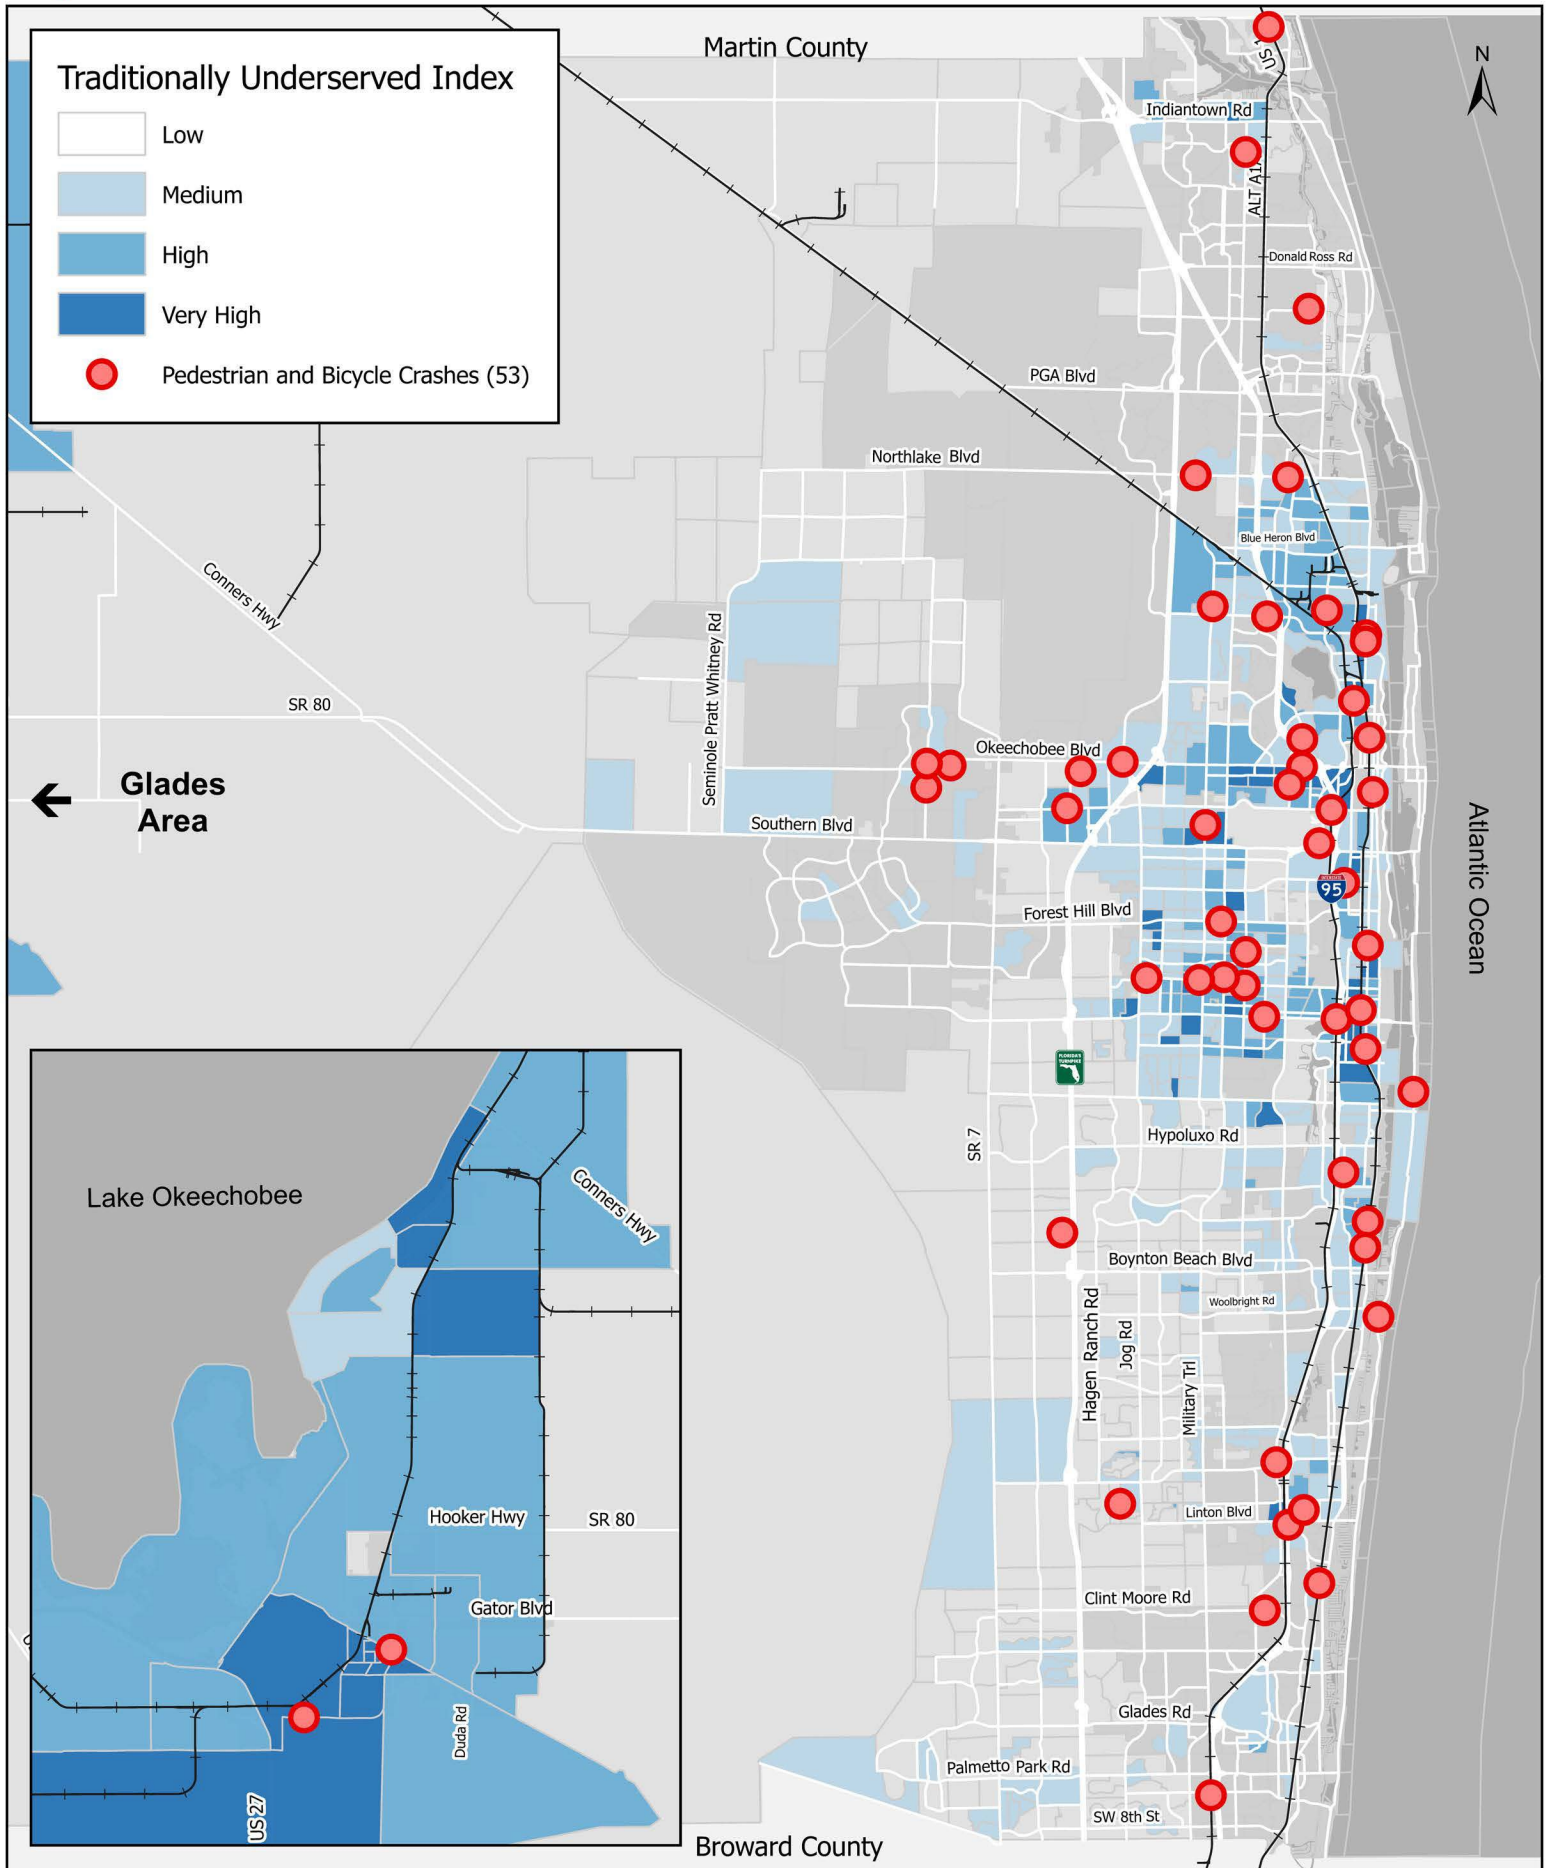 Martin County
N
US 1
Traditionally Underserved Index
Low
Medium
High
Very High
Pedestrian and Bicycle Crashes (53)
Indiantown Rd
ALT A1A
Donald Ross Rd
PGA Blvd
Northlake Blvd
Blue Heron Blvd
Conners Hwy
Seminole Pratt Whitney Rd
SR 80
Okeechobee Blvd
Glades
Area
Southern Blvd
Atlantic Ocean
INTERSTATE
95
Forest Hill Blvd
FLORIDA'S
TURNPIKE
SR 7
Hypoluxo Rd
Lake Okeechobee
Conners Hwy
Boynton Beach Blvd
Woolbright Rd
Hagen Ranch Rd
Jog Rd
Military Trl
Hooker Hwy
SR 80
Linton Blvd
Gator Blvd
Clint Moore Rd
Duda Rd
Glades Rd
Palmetto Park Rd
US 27
SW 8th St
Broward County